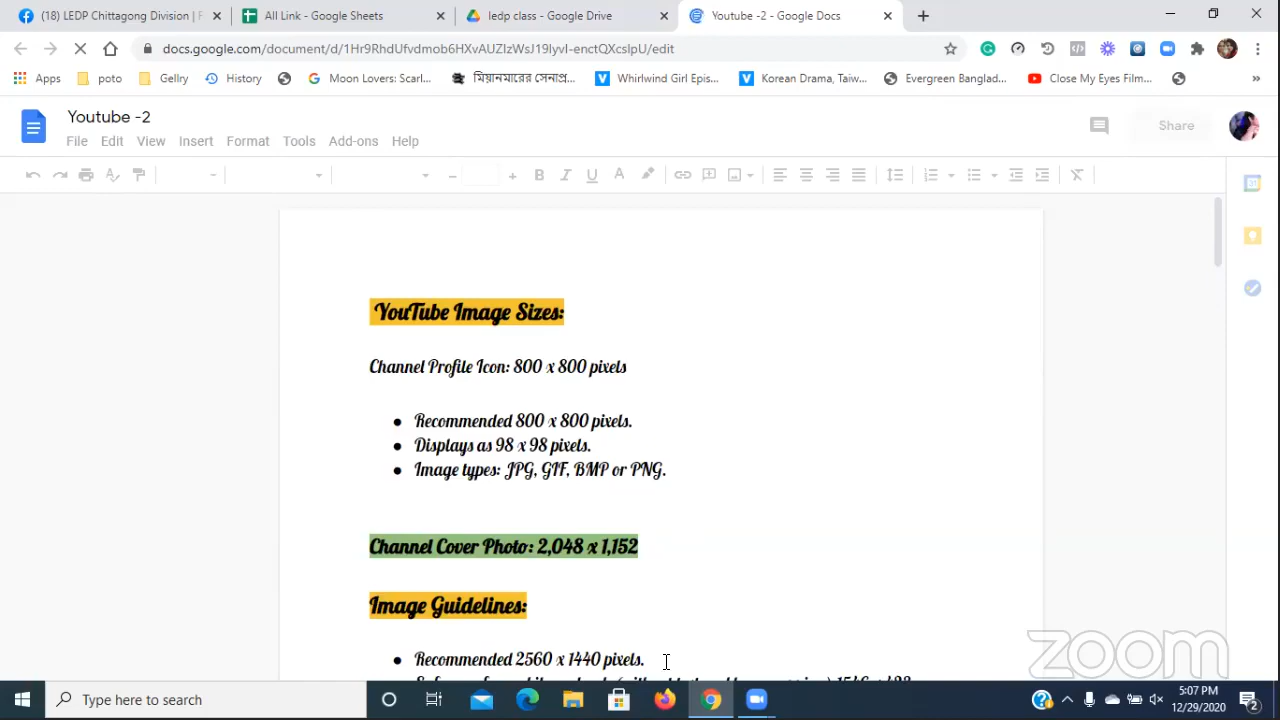 (18) LEDP Chittagong Division | F
All Link - Google Sheets
ledp class - Google Drive
Youtube -2 - Google Docs
docs.google.com/document/d/1Hr9RhdUfvdmob6HXvAUZIzWsJ19Iyvl-enctQXcsIpU/edit
Apps
poto
Gellry
History
Moon Lovers: Scarl...
মিয়ানমারের সেনাপ্র...
Whirlwind Girl Epis...
Korean Drama, Taiw...
Evergreen Banglad...
Close My Eyes Film...
Youtube -2
File Edit View Insert Format Tools Add-ons Help
Share
YouTube Image Sizes:
Channel Profile Icon: 800 x 800 pixels
● Recommended 800 x 800 pixels.
● Displays as 98 x 98 pixels.
● Image types: JPG, GIF, BMP or PNG.
Channel Cover Photo: 2,048 x 1,152
Image Guidelines:
● Recommended 2560 x 1440 pixels.
zoom
Type here to search
5:07 PM
12/29/2020
2